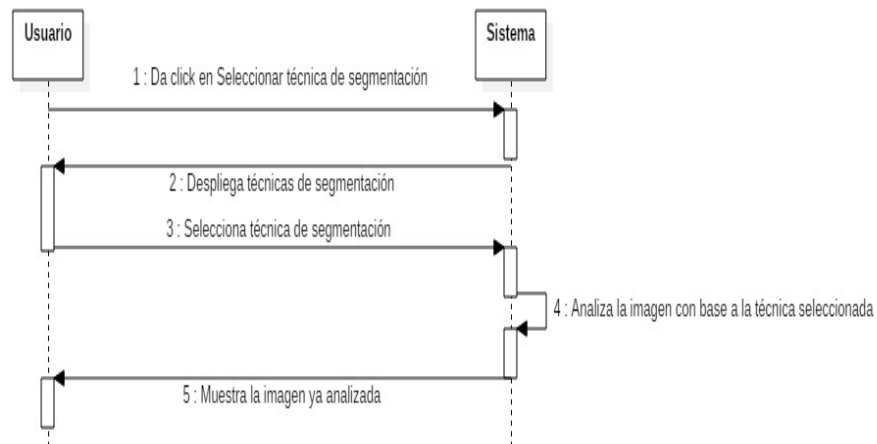 Usuario
Sistema
1 : Da click en Seleccionar técnica de segmentación
2 : Despliega técnicas de segmentación
3 : Selecciona técnica de segmentación
4 : Analiza la imagen con base a la técnica seleccionada
5 : Muestra la imagen ya analizada